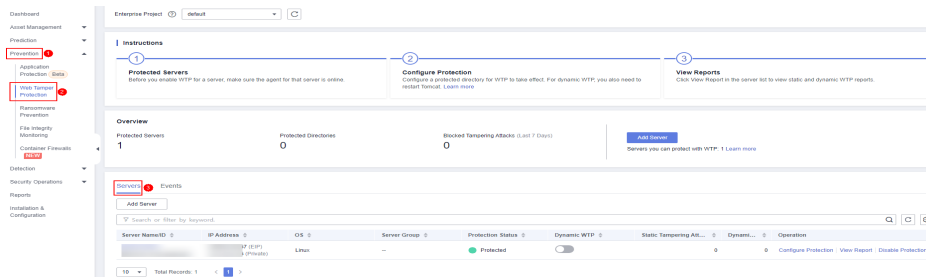 Dashboard
Asset Management
Prediction
Prevention 1
Application
Protection Beta
Web Tamper
Protection 2
Ransomware
Prevention
File Integrity
Monitoring
Container Firewalls
NEW
Detection
Security Operations
Reports
Installation &
Configuration
Enterprise Project default
Instructions
1
Protected Servers
Before you enable WTP for a server, make sure the agent for that server is online.
2
Configure Protection
Configure a protected directory for WTP to take effect. For dynamic WTP, you also need to
restart Tomcat. Learn more
3
View Reports
Click View Report in the server list to view static and dynamic WTP reports.
Overview
Protected Servers
1
Protected Directories
0
Blocked Tampering Attacks (Last 7 Days)
0
Add Server
Servers you can protect with WTP: 1 Learn more
Servers 3 Events
Add Server
Search or filter by keyword.
Server Name/ID IP Address OS Server Group Protection Status Dynamic WTP Static Tampering Att... Dynami... Operation
(EIP)
(Private)
Linux -- Protected 0 0 Configure Protection View Report Disable Protection
10 Total Records: 1 < 1 >